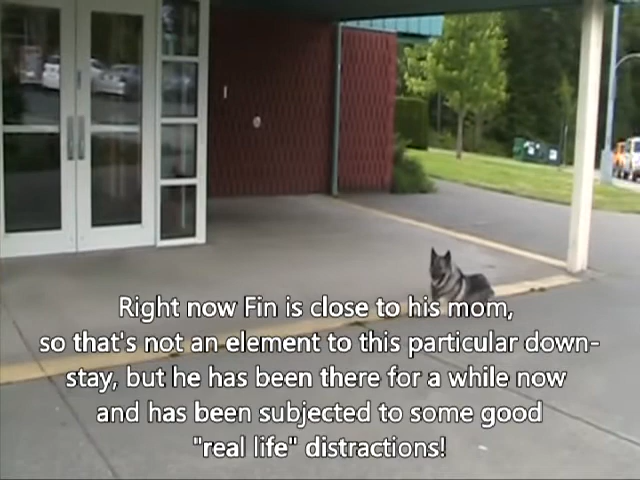 Right now Fin is close to his mom,
so that's not an element to this particular down-
stay, but he has been there for a while now
and has been subjected to some good
"real life" distractions!